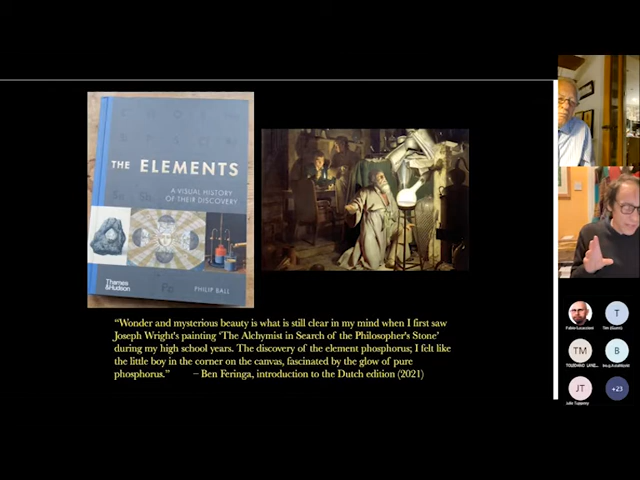 THE ELEMENTS
A VISUAL HISTORY
OF THEIR DISCOVERY
Thames
&Hudson
PHILIP BALL
“Wonder and mysterious beauty is what is still clear in my mind when I first saw
Joseph Wright's painting 'The Alchymist in Search of the Philosopher's Stone'
during my high school years. The discovery of the element phosphorus; I felt like
the little boy in the corner on the canvas, fascinated by the glow of pure
phosphorus.” – Ben Feringa, introduction to the Dutch edition (2021)
T
TM
B
JT
+23